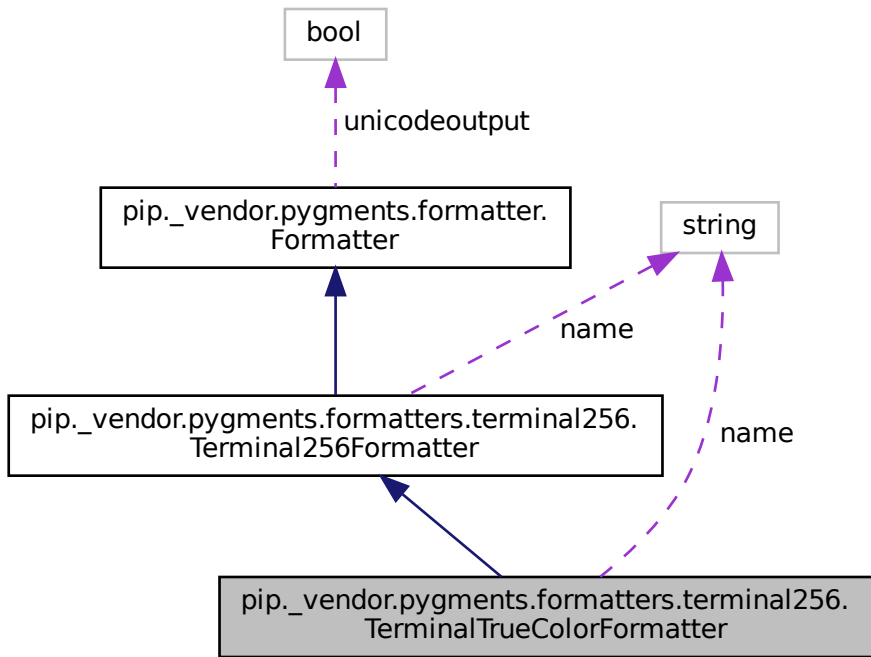 bool
unicodeoutput
pip._vendor.pygments.formatter.
Formatter
string
name
pip._vendor.pygments.formatters.terminal256.
Terminal256Formatter
name
pip._vendor.pygments.formatters.terminal256.
TerminalTrueColorFormatter